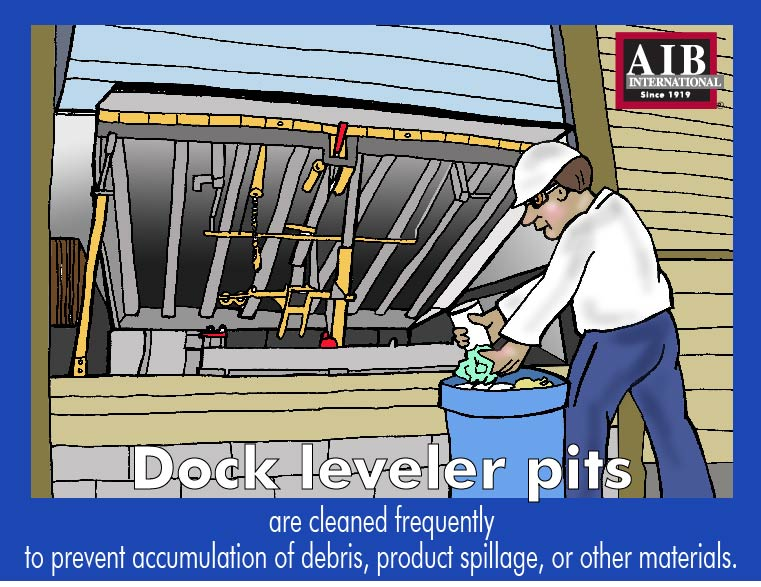 AIB
INTERNATIONAL
Since 1919
Dock leveler pits
are cleaned frequently
to prevent accumulation of debris, product spillage, or other materials.